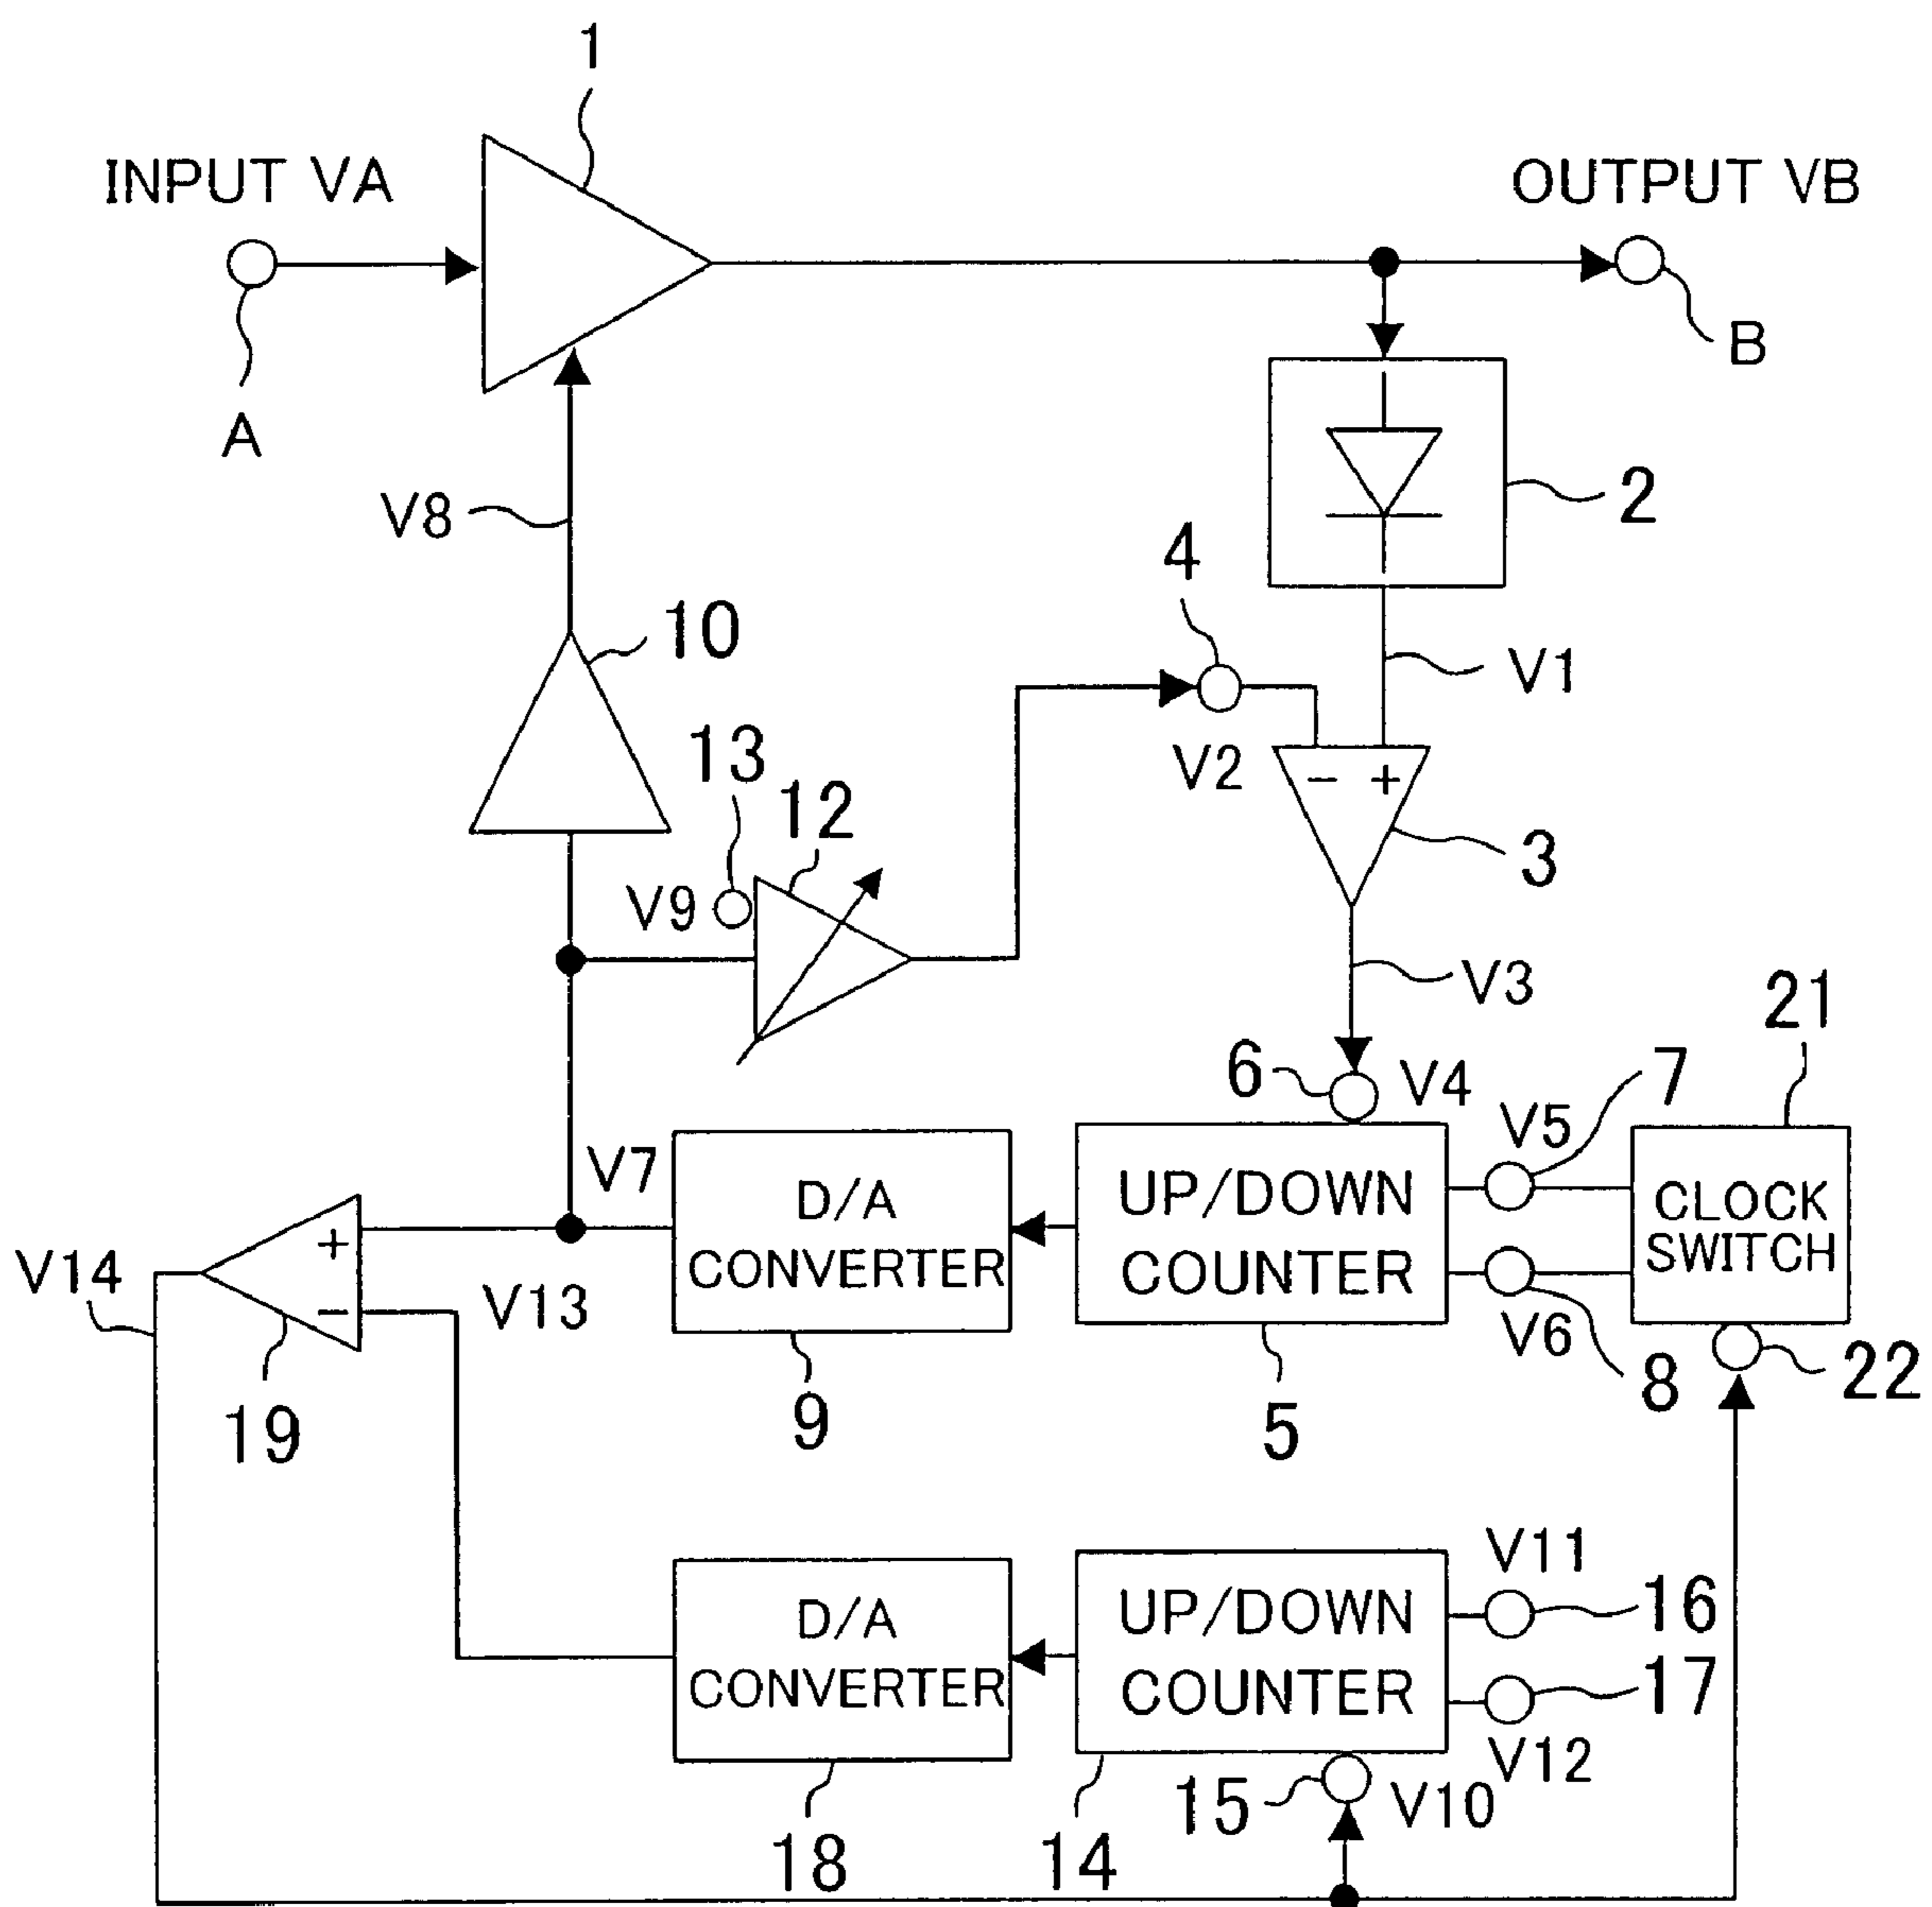 1
INPUT VA
OUTPUT VB
A
B
2
V8
4
10
V1
13
V2
12
- +
3
V9
V3
21
6
V4
7
V5
V7
D/A
CONVERTER
UP/DOWN
COUNTER
CLOCK
SWITCH
+
V14
V13
-
V6
8
22
19
9
5
V11
D/A
CONVERTER
UP/DOWN
COUNTER
16
17
V12
15
V10
18
14